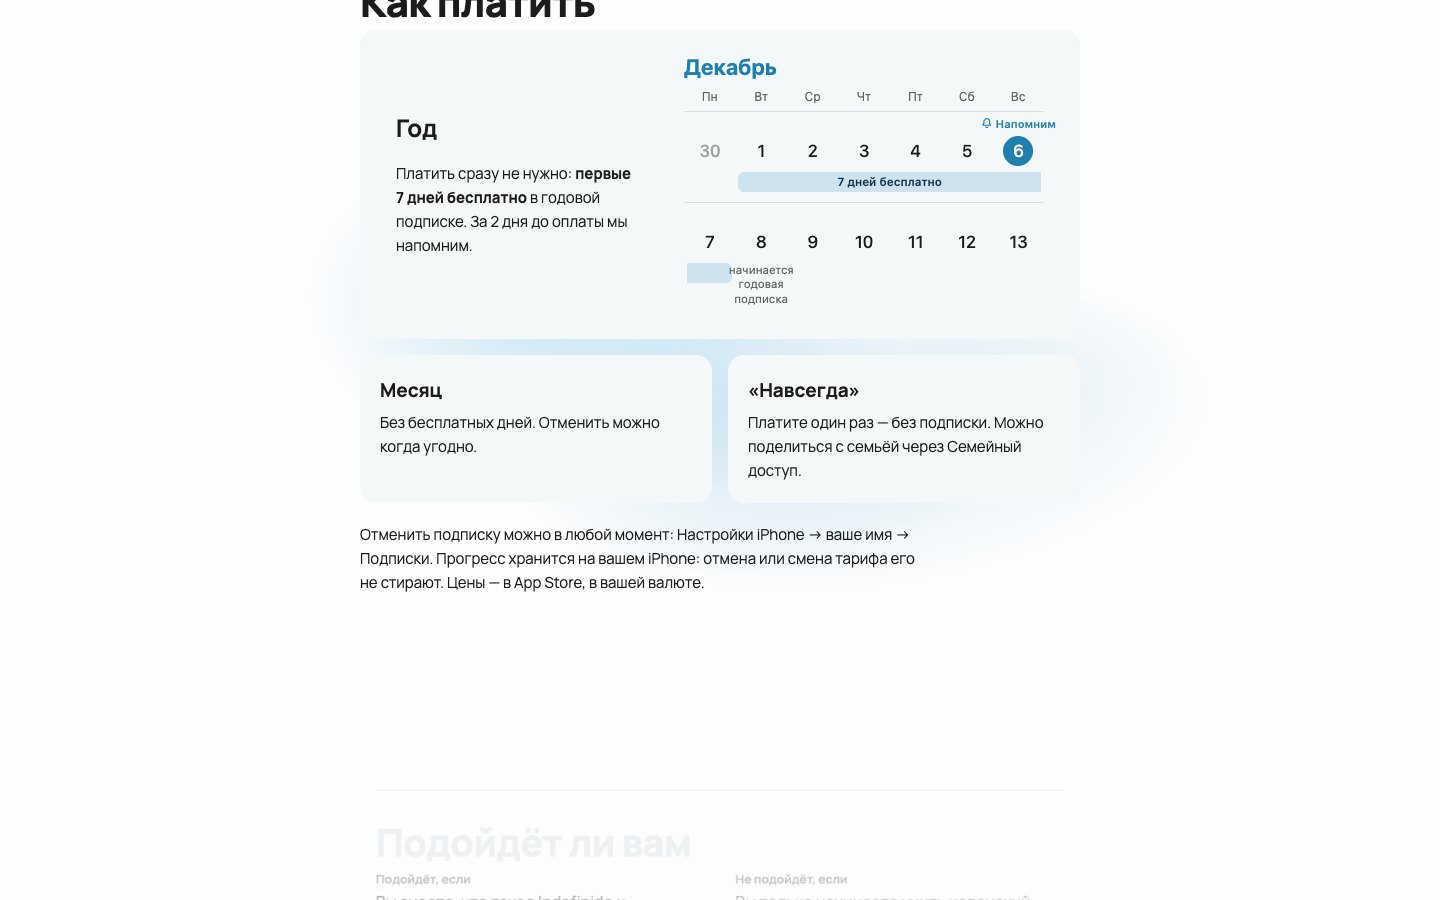 Как платить
Год
Платить сразу не нужно: первые
7 дней бесплатно в годовой
подписке. За 2 дня до оплаты мы
напомним.
Декабрь
Пн Вт Ср Чт Пт Сб Вс
Напомним
30 1 2 3 4 5 6
7 дней бесплатно
7 8 9 10 11 12 13
начинается
годовая
подписка
Месяц
Без бесплатных дней. Отменить можно
когда угодно.
«Навсегда»
Платите один раз — без подписки. Можно
поделиться с семьёй через Семейный
доступ.
Отменить подписку можно в любой момент: Настройки iPhone → ваше имя →
Подписки. Прогресс хранится на вашем iPhone: отмена или смена тарифа его
не стирают. Цены — в App Store, в вашей валюте.
Подойдёт ли вам
Подойдёт, если
Не подойдёт, если